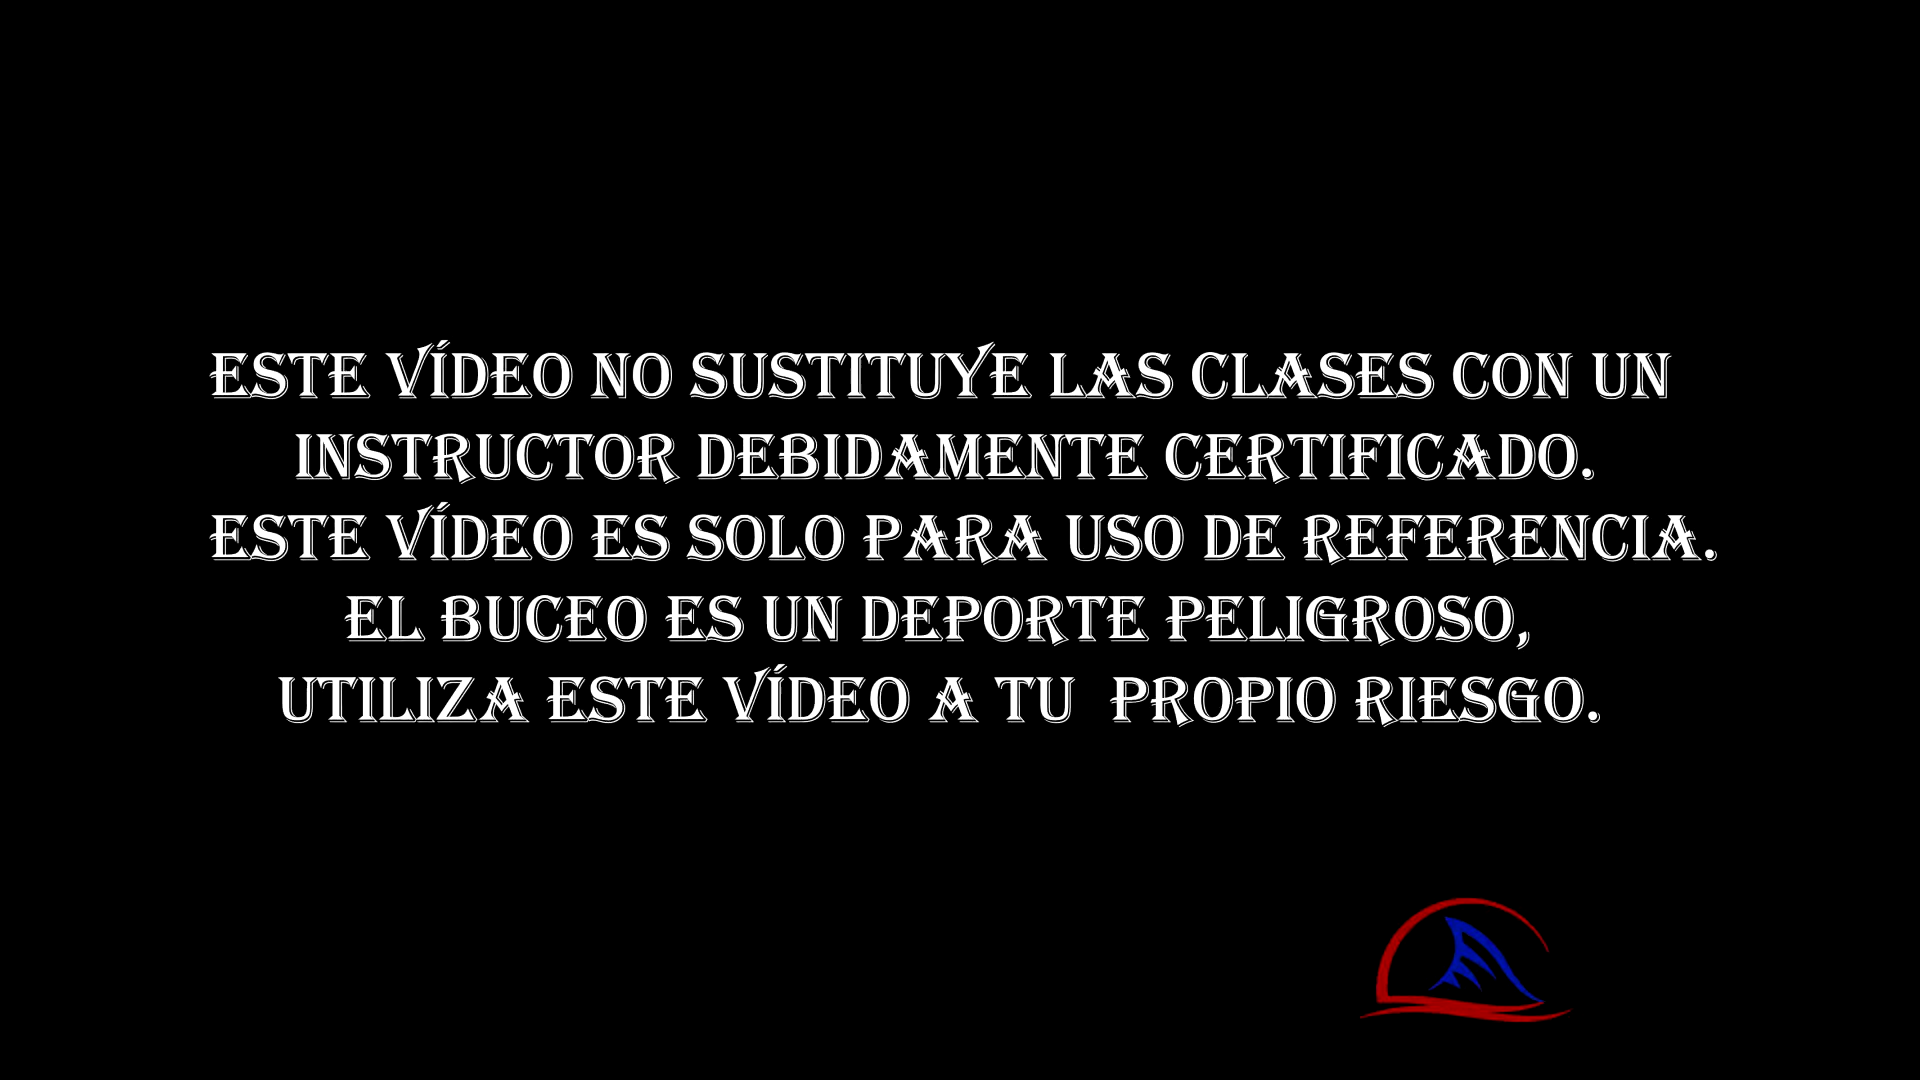 ESTE VÍDEO NO SUSTITUYE LAS CLASES CON UN
INSTRUCTOR DEBIDAMENTE CERTIFICADO.
ESTE VÍDEO ES SOLO PARA USO DE REFERENCIA.
EL BUCEO ES UN DEPORTE PELIGROSO,
UTILIZA ESTE VÍDEO A TU  PROPIO RIESGO.